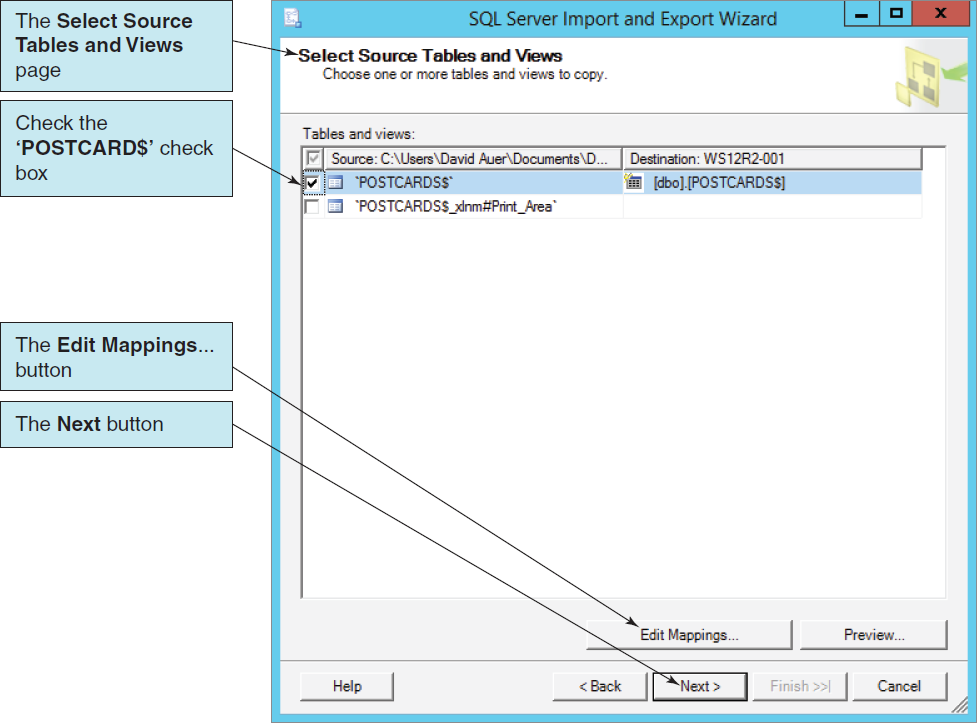 The Select Source
Tables and Views
page
Check the
‘POSTCARD$’ check
box
The Edit Mappings...
button
The Next button
SQL Server Import and Export Wizard
Select Source Tables and Views
Choose one or more tables and views to copy.
Tables and views:
Source: C:\Users\David Auer\Documents\D... Destination: WS12R2-001
`POSTCARDS$` [dbo].[POSTCARDS$]
`POSTCARDS$_xlnm#Print_Area`
Edit Mappings... Preview...
Help < Back Next > Finish >>| Cancel